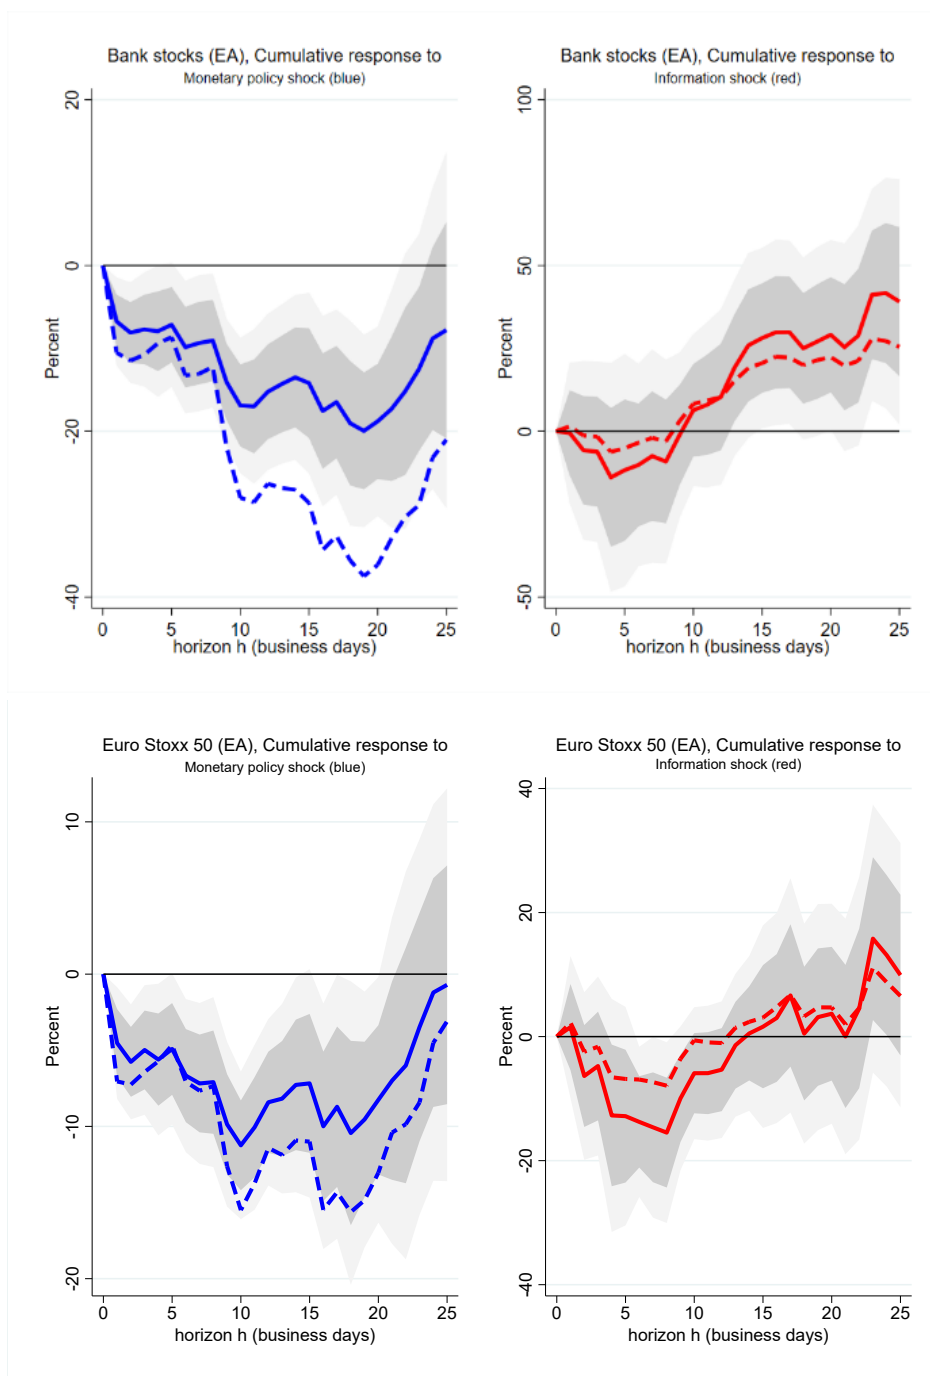 Bank stocks (EA), Cumulative response to
Monetary policy shock (blue)
20
0
-20
-40
Percent
0 5 10 15 20 25
horizon h (business days)
Bank stocks (EA), Cumulative response to
Information shock (red)
100
50
0
-50
Percent
0 5 10 15 20 25
horizon h (business days)
Euro Stoxx 50 (EA), Cumulative response to
Monetary policy shock (blue)
10
0
-10
-20
Percent
0 5 10 15 20 25
horizon h (business days)
Euro Stoxx 50 (EA), Cumulative response to
Information shock (red)
40
20
0
-20
-40
Percent
0 5 10 15 20 25
horizon h (business days)